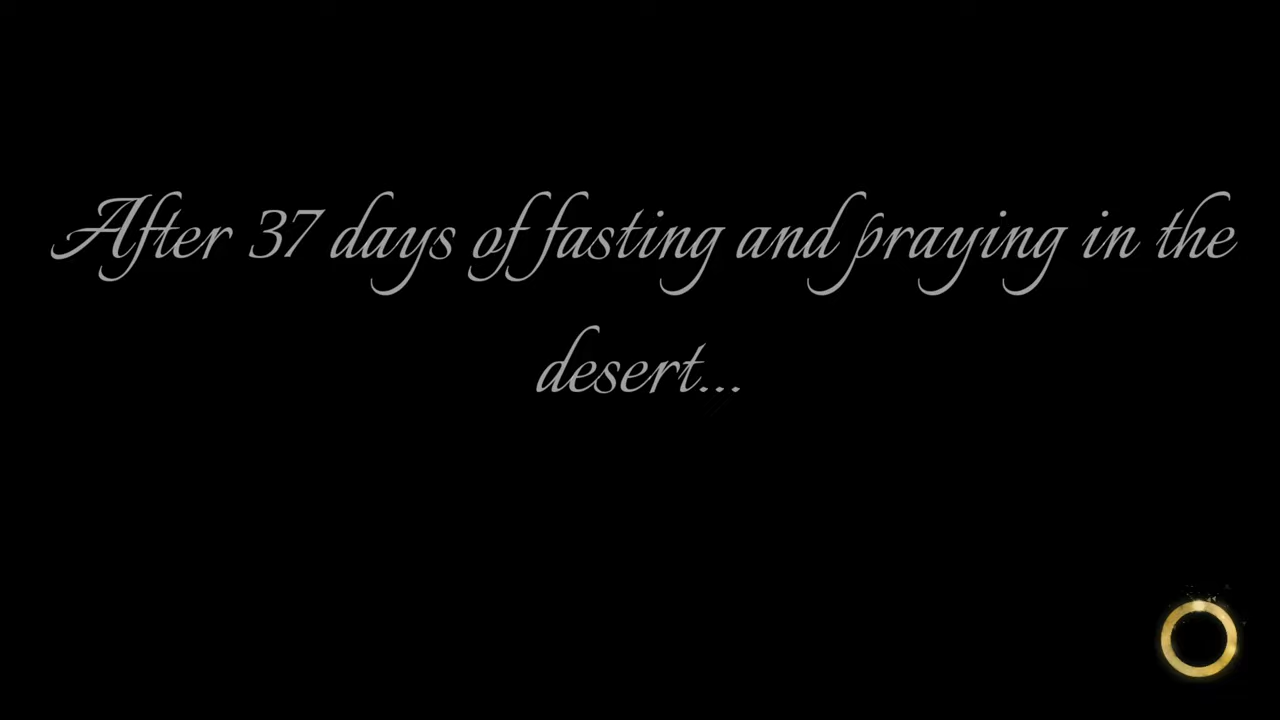 After 37 days of fasting and praying in the
desert...